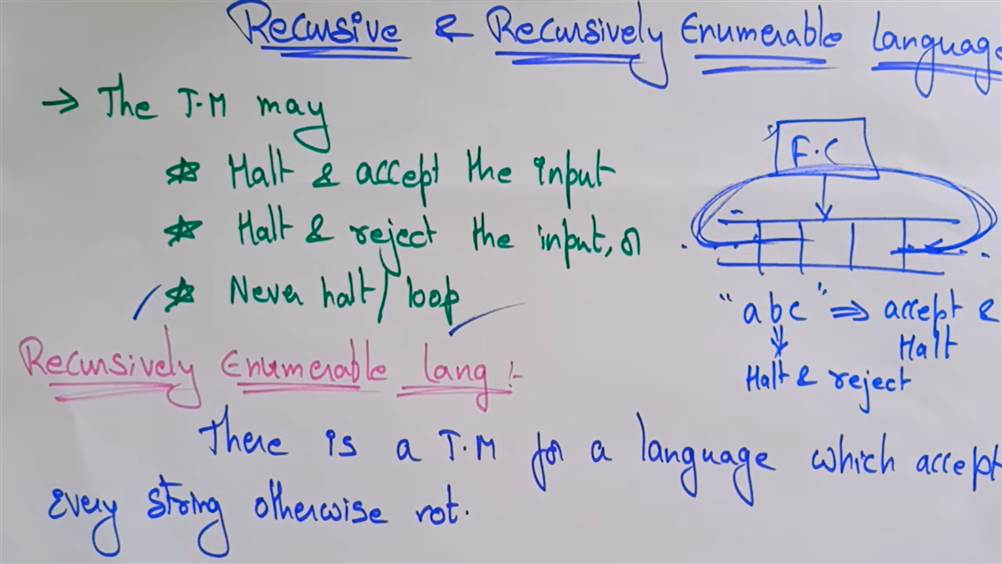 Recursive & Recursively Enumerable language
→ The T.M may
☆ Halt & accept the input
☆ Halt & reject the input, or
☆ Never halt/ loop
F.C
"abc" ⇒ accept &
Halt
Halt & reject
Recursively Enumerable lang :-
There is a T.M for a language which accept
every string otherwise not.